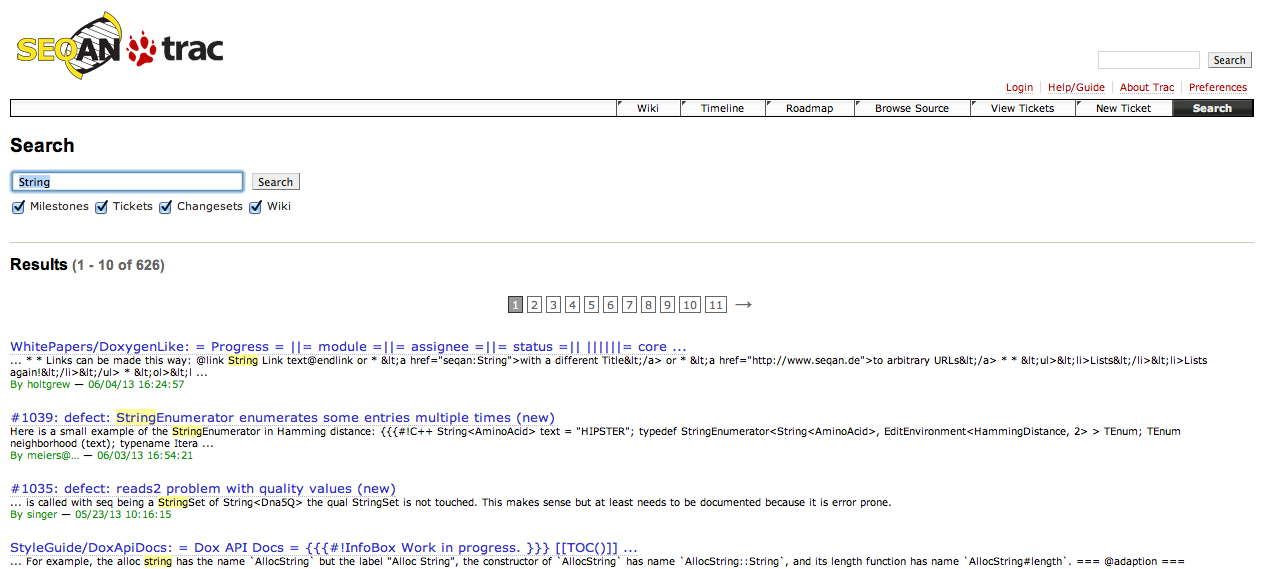 SEQAN trac
Search
Login Help/Guide About Trac Preferences
Wiki Timeline Roadmap Browse Source View Tickets New Ticket Search
Search
String Search
Milestones Tickets Changesets Wiki
Results (1 - 10 of 626)
1 2 3 4 5 6 7 8 9 10 11 →
WhitePapers/DoxygenLike: = Progress = ||= module =||= assignee =||= status =|| ||||||= core ...
... * * Links can be made this way: @link String Link text@endlink or * &lt;a href="seqan:String">with a different Title&lt;/a> or * &lt;a href="http://www.seqan.de">to arbitrary URLs&lt;/a> * * &lt;ul>&lt;li>Lists&lt;/li>&lt;li>Lists
again!&lt;/li>&lt;/ul> * &lt;ol>&lt;l ...
By holtgrew — 06/04/13 16:24:57
#1039: defect: StringEnumerator enumerates some entries multiple times (new)
Here is a small example of the StringEnumerator in Hamming distance: {{{#!C++ String<AminoAcid> text = "HIPSTER"; typedef StringEnumerator<String<AminoAcid>, EditEnvironment<HammingDistance, 2> > TEnum; TEnum
neighborhood (text); typename Itera ...
By meiers@... — 06/03/13 16:54:21
#1035: defect: reads2 problem with quality values (new)
... is called with seq being a StringSet of String<Dna5Q> the qual StringSet is not touched. This makes sense but at least needs to be documented because it is error prone.
By singer — 05/23/13 10:16:15
StyleGuide/DoxApiDocs: = Dox API Docs = {{{#!InfoBox Work in progress. }}} [[TOC()]] ...
... For example, the alloc string has the name `AllocString` but the label "Alloc String", the constructor of `AllocString` has name `AllocString::String`, and its length function has name `AllocString#length`. === @adaption ===